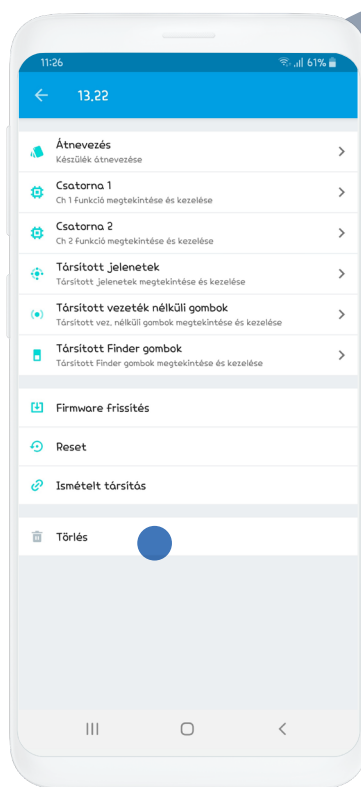 11:26
61%
13.22
Átnevezés
Készülék átnevezése
Csatorna 1
Ch 1 funkció megtekintése és kezelése
Csatorna 2
Ch 2 funkció megtekintése és kezelése
Társított jelenetek
Társított jelenetek megtekintése és kezelése
Társított vezeték nélküli gombok
Társított vez. nélküli gombok megtekintése és kezelése
Társított Finder gombok
Társított Finder gombok megtekintése és kezelése
Firmware frissítés
Reset
Ismételt társítás
Törlés